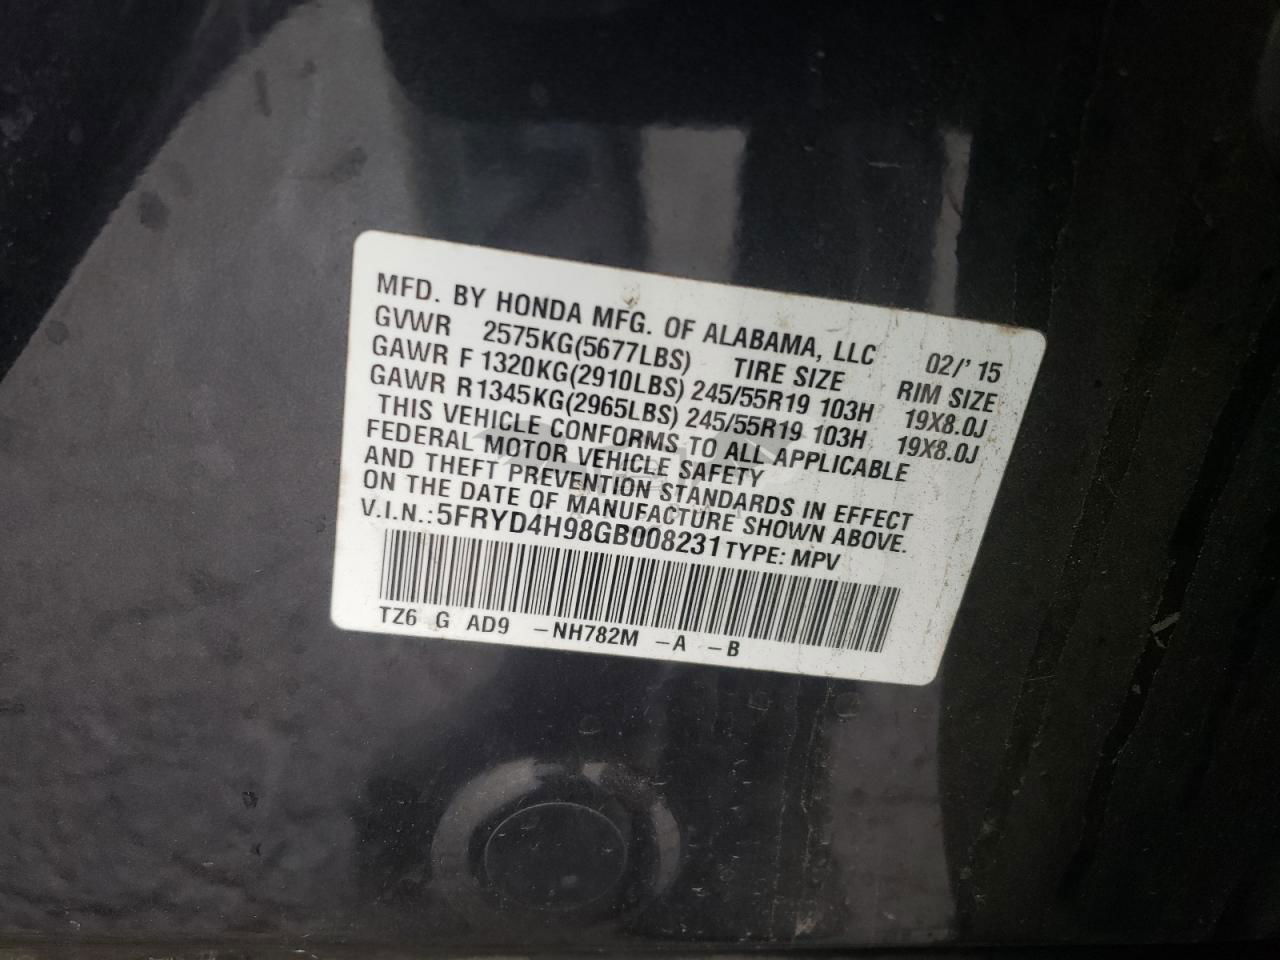 MFD. BY HONDA MFG. OF ALABAMA, LLC 02/' 15
GVWR 2575KG(5677LBS) TIRE SIZE RIM SIZE
GAWR F 1320KG(2910LBS) 245/55R19 103H 19X8.0J
GAWR R1345KG(2965LBS) 245/55R19 103H 19X8.0J
THIS VEHICLE CONFORMS TO ALL APPLICABLE
FEDERAL MOTOR VEHICLE SAFETY
AND THEFT PREVENTION STANDARDS IN EFFECT
ON THE DATE OF MANUFACTURE SHOWN ABOVE.
V.I.N.: 5FRYD4H98GB008231 TYPE: MPV
TZ6 G AD9 -NH782M -A -B